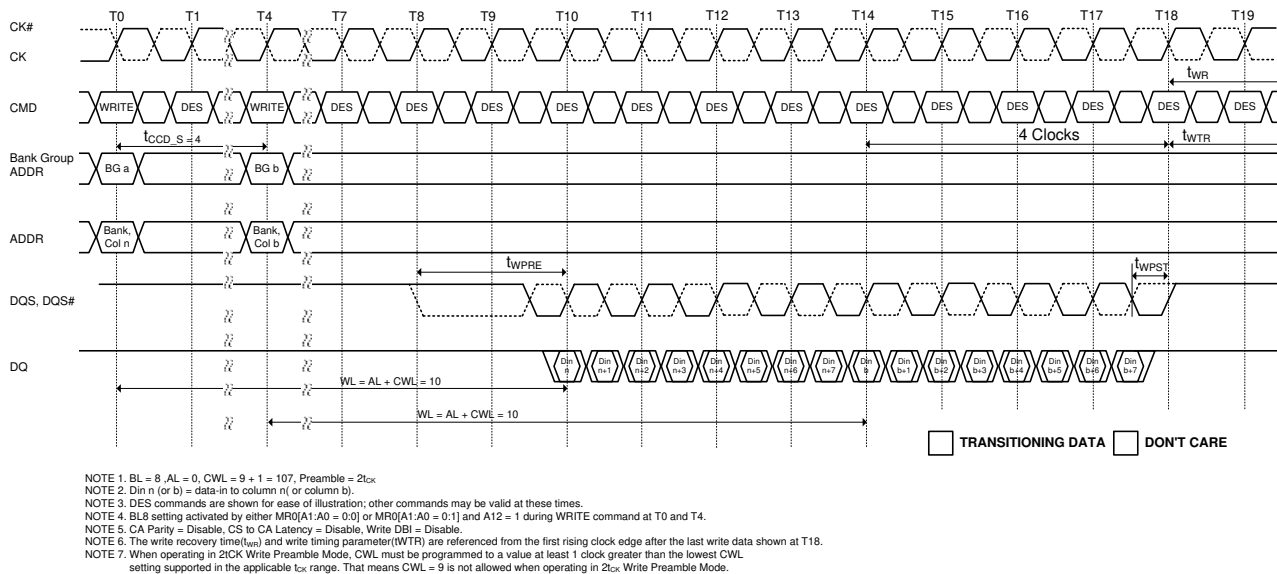 T0 T1 T4 T7 T8 T9 T10 T11 T12 T13 T14 T15 T16 T17 T18 T19
CK#
CK
tWR
CMD WRITE DES WRITE DES DES DES DES DES DES DES DES DES DES DES DES DES
tCCD_S = 4
4 Clocks
tWTR
Bank Group
ADDR
BG a
BG b
ADDR
Bank,
Col n
Bank,
Col b
tWPRE
tWPST
DQS, DQS#
DQ
Din n
Din n+1
Din n+2
Din n+3
Din n+4
Din n+5
Din n+6
Din n+7
Din b
Din b+1
Din b+2
Din b+3
Din b+4
Din b+5
Din b+6
Din b+7
WL = AL + CWL = 10
WL = AL + CWL = 10
TRANSITIONING DATA DON'T CARE
NOTE 1. BL = 8 ,AL = 0, CWL = 9 + 1 = 107, Preamble = 2tCK
NOTE 2. Din n (or b) = data-in to column n( or column b).
NOTE 3. DES commands are shown for ease of illustration; other commands may be valid at these times.
NOTE 4. BL8 setting activated by either MR0[A1:A0 = 0:0] or MR0[A1:A0 = 0:1] and A12 = 1 during WRITE command at T0 and T4.
NOTE 5. CA Parity = Disable, CS to CA Latency = Disable, Write DBI = Disable.
NOTE 6. The write recovery time(tWR) and write timing parameter(tWTR) are referenced from the first rising clock edge after the last write data shown at T18.
NOTE 7. When operating in 2tCK Write Preamble Mode, CWL must be programmed to a value at least 1 clock greater than the lowest CWL
setting supported in the applicable tCK range. That means CWL = 9 is not allowed when operating in 2tCK Write Preamble Mode.